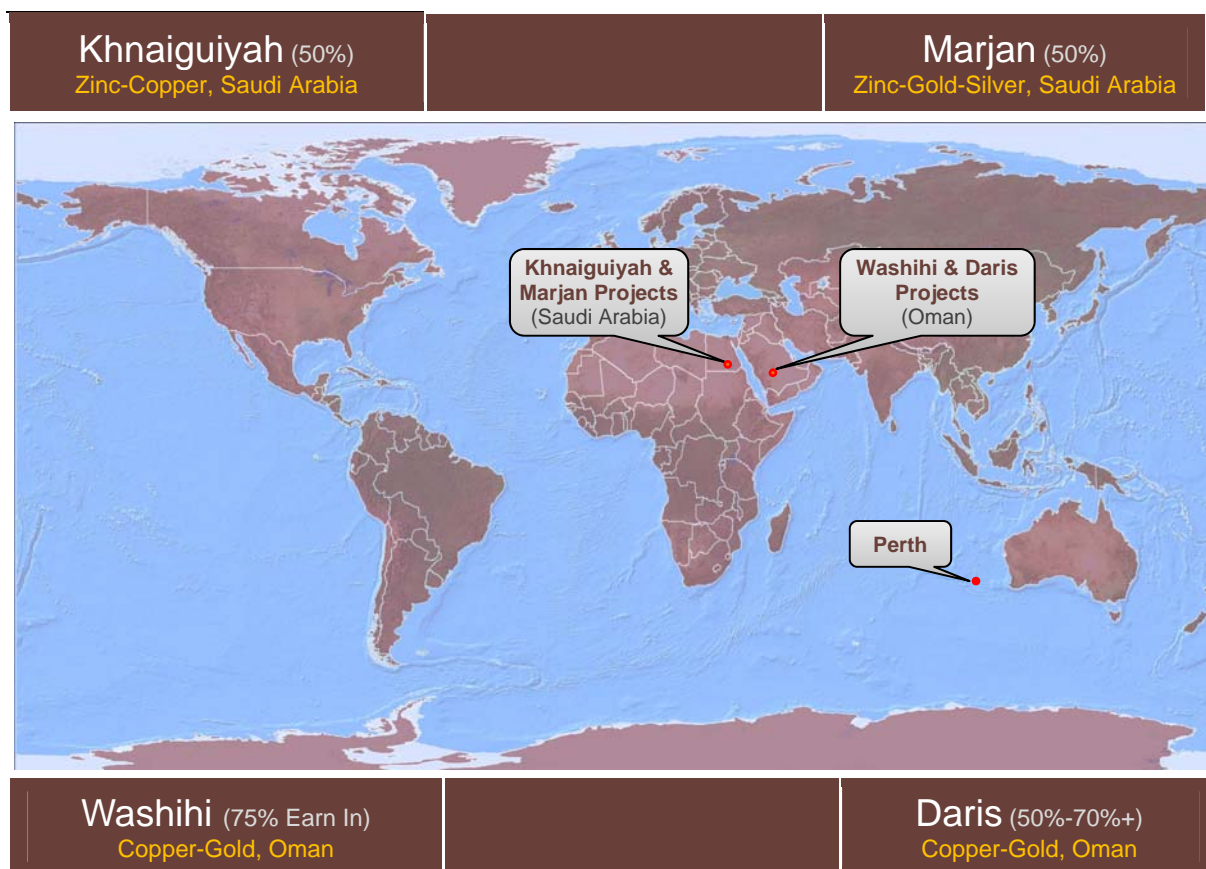 Khnaiguiyah (50%)
Zinc-Copper, Saudi Arabia
Marjan (50%)
Zinc-Gold-Silver, Saudi Arabia
Khnaiguiyah &
Marjan Projects
(Saudi Arabia)
Washihi & Daris
Projects
(Oman)
Perth
Washihi (75% Earn In)
Copper-Gold, Oman
Daris (50%-70%+)
Copper-Gold, Oman